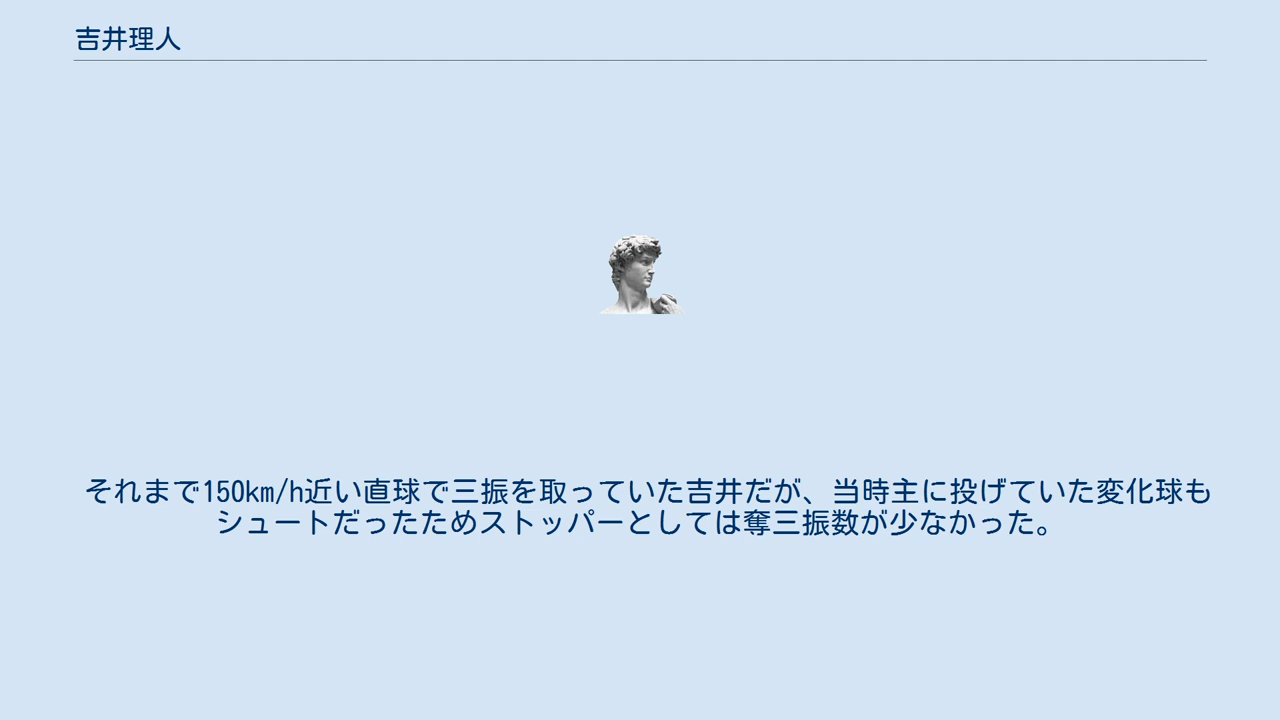 吉井理人
それまで150km/h近い直球で三振を取っていた吉井だが、当時主に投げていた変化球も
シュートだったためストッパーとしては奪三振数が少なかった。